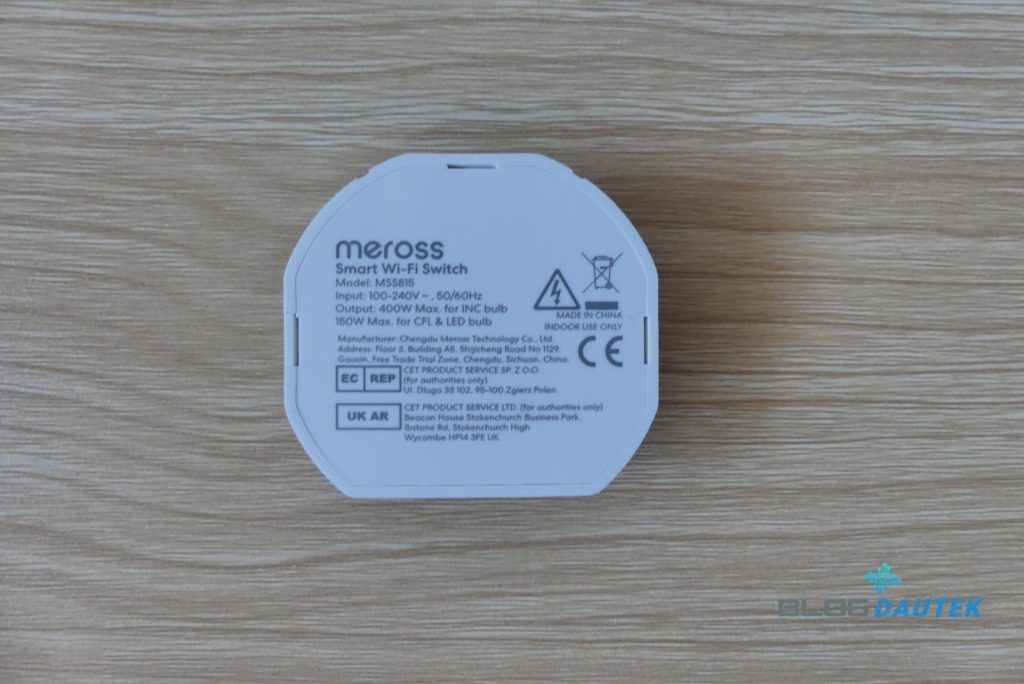 meross
Smart Wi-Fi Switch
Model: MSS815
Input: 100-240V ~ , 50/60Hz
Output: 400W Max. for INC bulb
150W Max. for CFL & LED bulb
MADE IN CHINA
INDOOR USE ONLY
Manufacturer: Chengdu Meross Technology Co., Ltd.
Address: Floor 3, Building A5, Shijicheng Road No 1129,
Gaoxin, Free Trade Trial Zone, Chengdu, Sichuan, China.
CE
EC REP
CET PRODUCT SERVICE SP. Z O.O.
(for authorities only)
Ul. Dluga 33 102, 95-100 Zgierz Polen
UK AR
CET PRODUCT SERVICE LTD. (for authorities only)
Beacon House Stokenchurch Business Park,
Ibstone Rd, Stokenchurch High
Wycombe HP14 3FE UK
BLOG DAUTEK